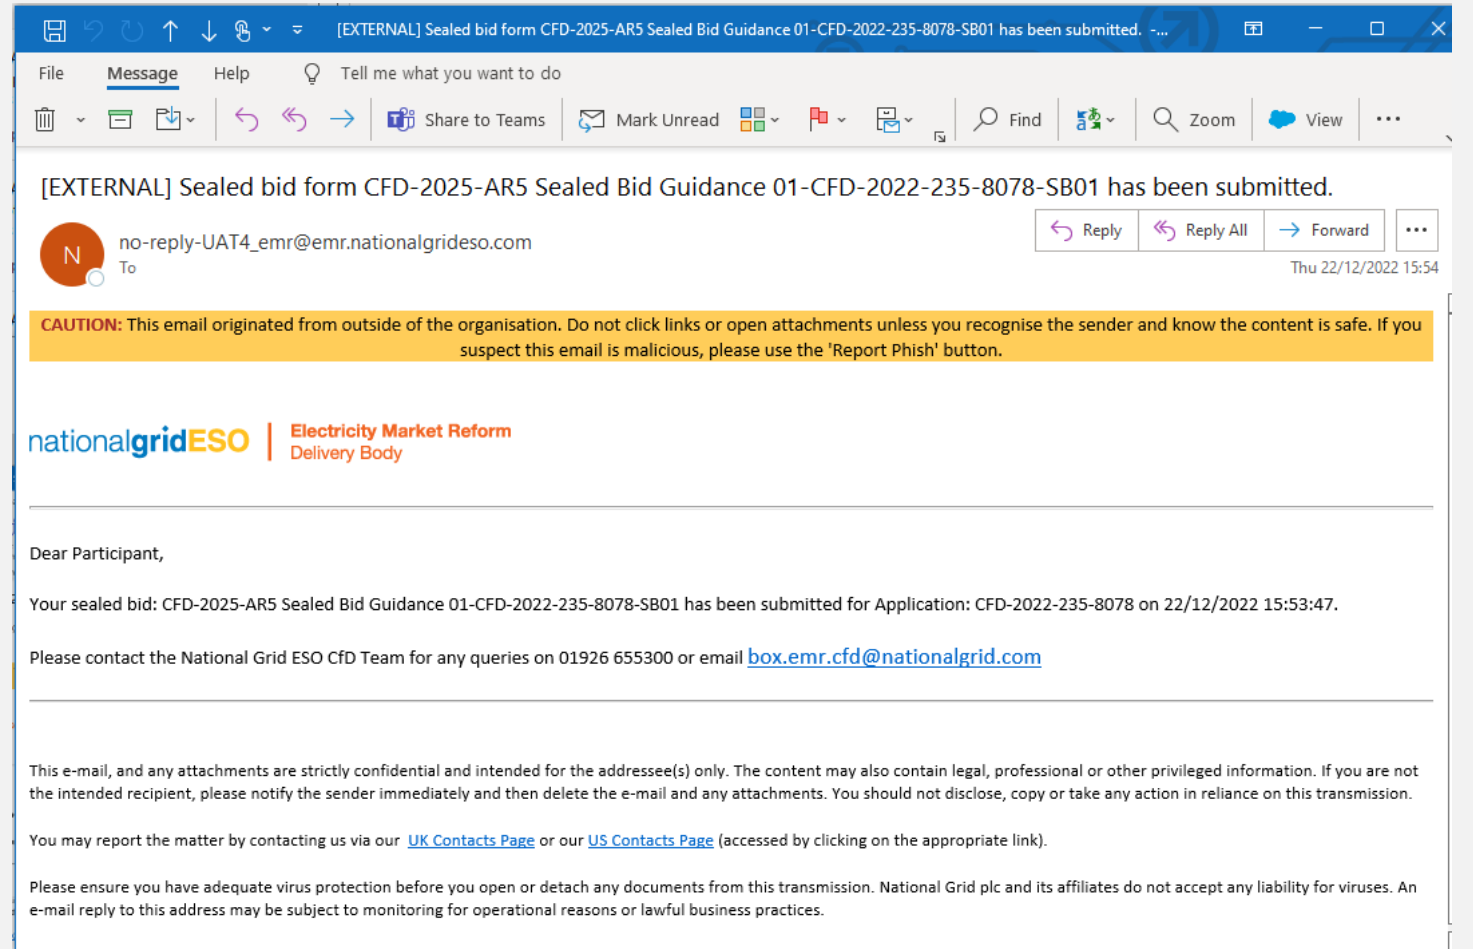 [EXTERNAL] Sealed bid form CFD-2025-AR5 Sealed Bid Guidance 01-CFD-2022-235-8078-SB01 has been submitted. -...
File Message Help Tell me what you want to do
Share to Teams Mark Unread Find Zoom View
[EXTERNAL] Sealed bid form CFD-2025-AR5 Sealed Bid Guidance 01-CFD-2022-235-8078-SB01 has been submitted.
N
no-reply-UAT4_emr@emr.nationalgrideso.com
To
Reply Reply All Forward
Thu 22/12/2022 15:54
CAUTION: This email originated from outside of the organisation. Do not click links or open attachments unless you recognise the sender and know the content is safe. If you
suspect this email is malicious, please use the 'Report Phish' button.
nationalgridESO
Electricity Market Reform
Delivery Body
Dear Participant,
Your sealed bid: CFD-2025-AR5 Sealed Bid Guidance 01-CFD-2022-235-8078-SB01 has been submitted for Application: CFD-2022-235-8078 on 22/12/2022 15:53:47.
Please contact the National Grid ESO CfD Team for any queries on 01926 655300 or email box.emr.cfd@nationalgrid.com
This e-mail, and any attachments are strictly confidential and intended for the addressee(s) only. The content may also contain legal, professional or other privileged information. If you are not
the intended recipient, please notify the sender immediately and then delete the e-mail and any attachments. You should not disclose, copy or take any action in reliance on this transmission.
You may report the matter by contacting us via our UK Contacts Page or our US Contacts Page (accessed by clicking on the appropriate link).
Please ensure you have adequate virus protection before you open or detach any documents from this transmission. National Grid plc and its affiliates do not accept any liability for viruses. An
e-mail reply to this address may be subject to monitoring for operational reasons or lawful business practices.